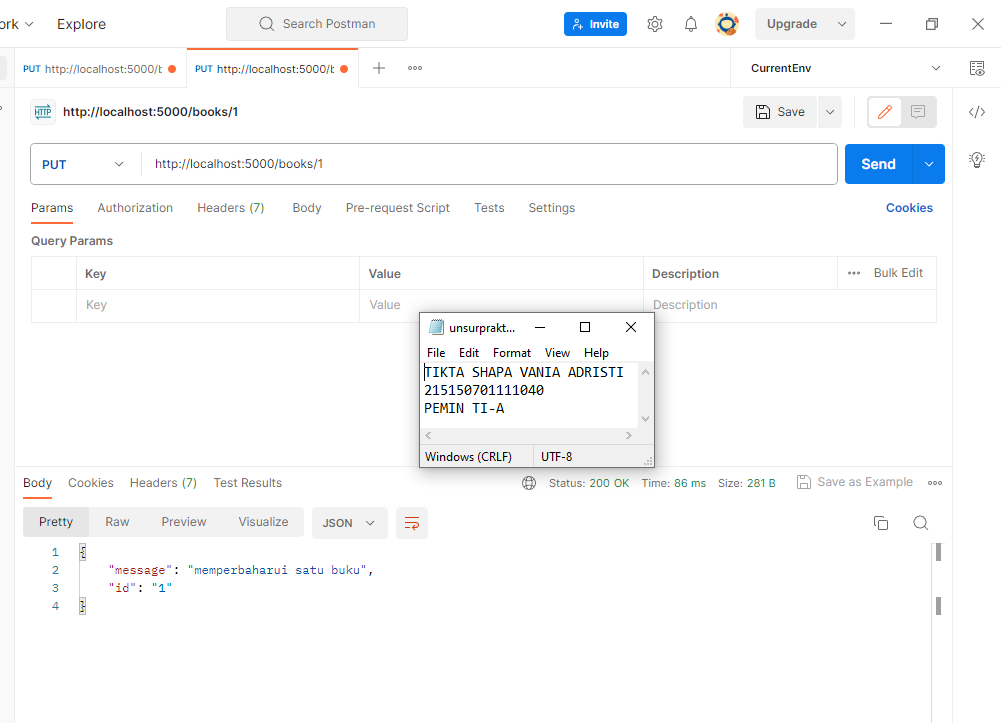 ork Explore Search Postman Invite Upgrade
PUT http://localhost:5000/b PUT http://localhost:5000/b CurrentEnv
HTTP http://localhost:5000/books/1 Save
PUT http://localhost:5000/books/1 Send
Params Authorization Headers (7) Body Pre-request Script Tests Settings Cookies
Query Params
Key Value Description Bulk Edit
Key Value Description
unsurprakt...
File Edit Format View Help
TIKTA SHAPA VANIA ADRISTI
215150701111040
PEMIN TI-A
Windows (CRLF) UTF-8
Body Cookies Headers (7) Test Results Status: 200 OK Time: 86 ms Size: 281 B Save as Example
Pretty Raw Preview Visualize JSON
1 {
2 "message": "memperbaharui satu buku",
3 "id": "1"
4 }